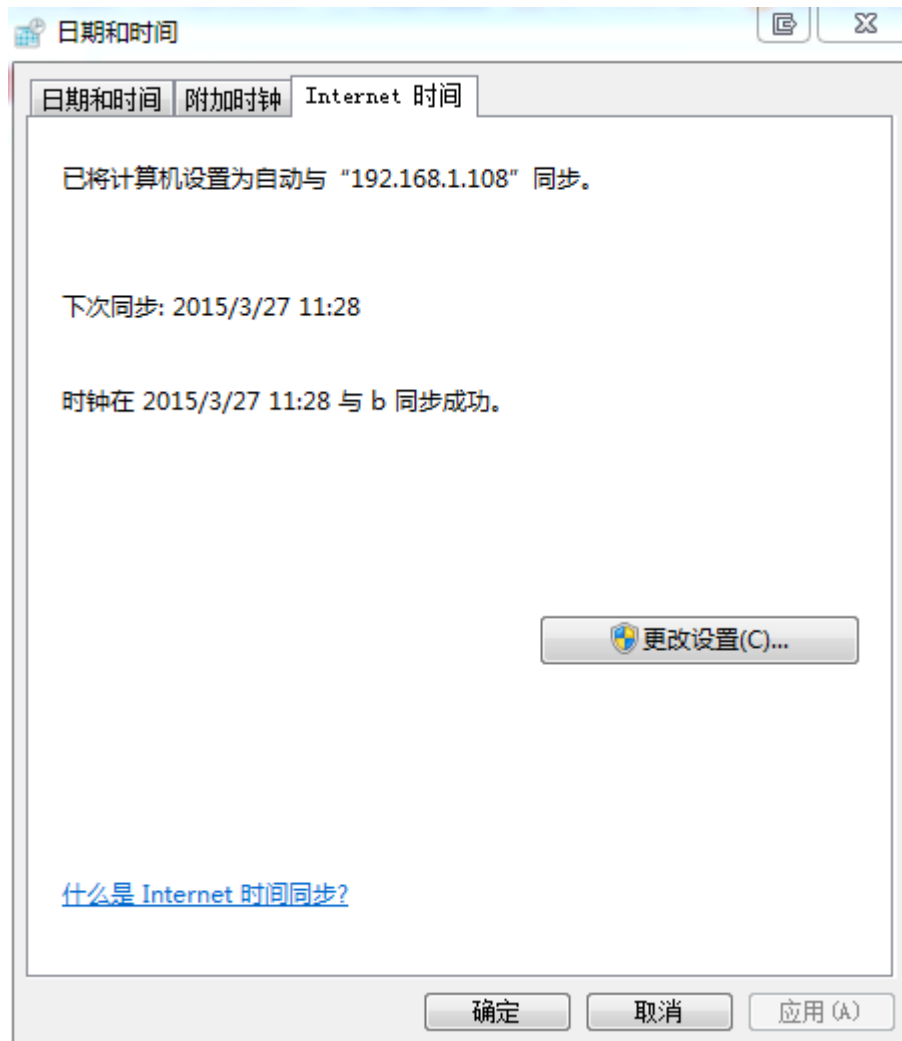 日期和时间
日期和时间 附加时钟 Internet 时间
已将计算机设置为自动与“192.168.1.108”同步。
下次同步: 2015/3/27 11:28
时钟在 2015/3/27 11:28 与 b 同步成功。
更改设置(C)...
什么是 Internet 时间同步?
确定 取消 应用(A)